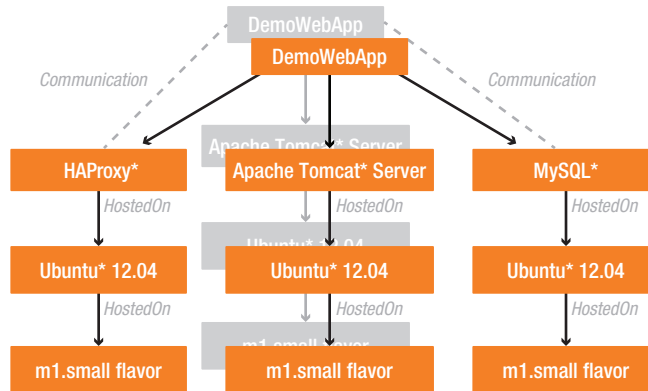 DemoWebApp
DemoWebApp
Communication
Communication
Apache Tomcat* Server
HAProxy*
Apache Tomcat* Server
MySQL*
HostedOn
HostedOn
HostedOn
Ubuntu* 12.04
Ubuntu* 12.04
Ubuntu* 12.04
Ubuntu* 12.04
HostedOn
HostedOn
HostedOn
m1.small flavor
m1.small flavor
m1.small flavor
m1.small flavor